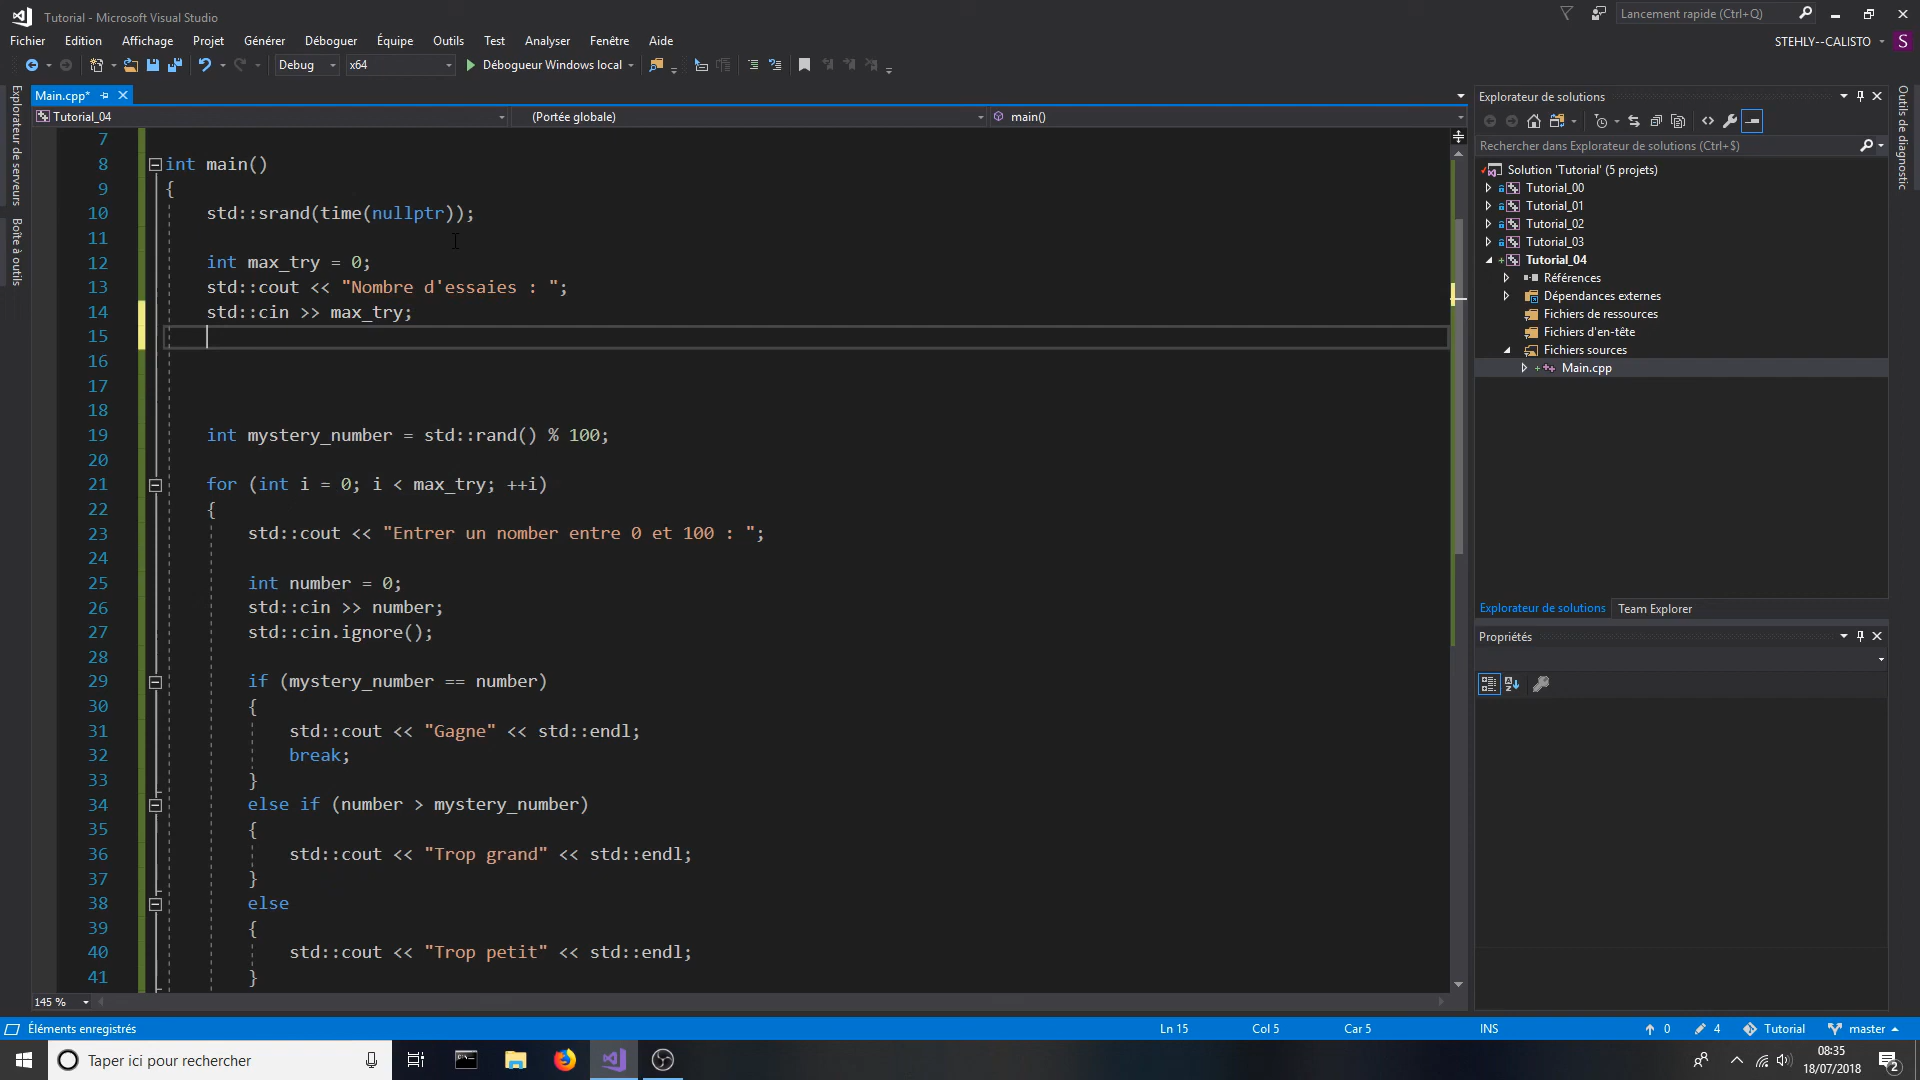 Tutorial - Microsoft Visual Studio
Lancement rapide (Ctrl+Q)
Fichier Edition Affichage Projet Générer Déboguer Équipe Outils Test Analyser Fenêtre Aide
STEHLY--CALISTO S
Debug x64 Débogueur Windows local
Explorateur de serveurs
Boîte à outils
Main.cpp*
Tutorial_04 (Portée globale) main()
7
8 int main()
9 {
10 std::srand(time(nullptr));
11
12 int max_try = 0;
13 std::cout << "Nombre d'essaies : ";
14 std::cin >> max_try;
15
16
17
18
19 int mystery_number = std::rand() % 100;
20
21 for (int i = 0; i < max_try; ++i)
22 {
23 std::cout << "Entrer un nomber entre 0 et 100 : ";
24
25 int number = 0;
26 std::cin >> number;
27 std::cin.ignore();
28
29 if (mystery_number == number)
30 {
31 std::cout << "Gagne" << std::endl;
32 break;
33 }
34 else if (number > mystery_number)
35 {
36 std::cout << "Trop grand" << std::endl;
37 }
38 else
39 {
40 std::cout << "Trop petit" << std::endl;
41 }
145 %
Explorateur de solutions
Rechercher dans Explorateur de solutions (Ctrl+$)
Solution 'Tutorial' (5 projets)
Tutorial_00
Tutorial_01
Tutorial_02
Tutorial_03
Tutorial_04
Références
Dépendances externes
Fichiers de ressources
Fichiers d'en-tête
Fichiers sources
Main.cpp
Explorateur de solutions Team Explorer
Propriétés
Outils de diagnostic
Éléments enregistrés Ln 15 Col 5 Car 5 INS 0 4 Tutorial master
Taper ici pour rechercher
08:35
18/07/2018
2